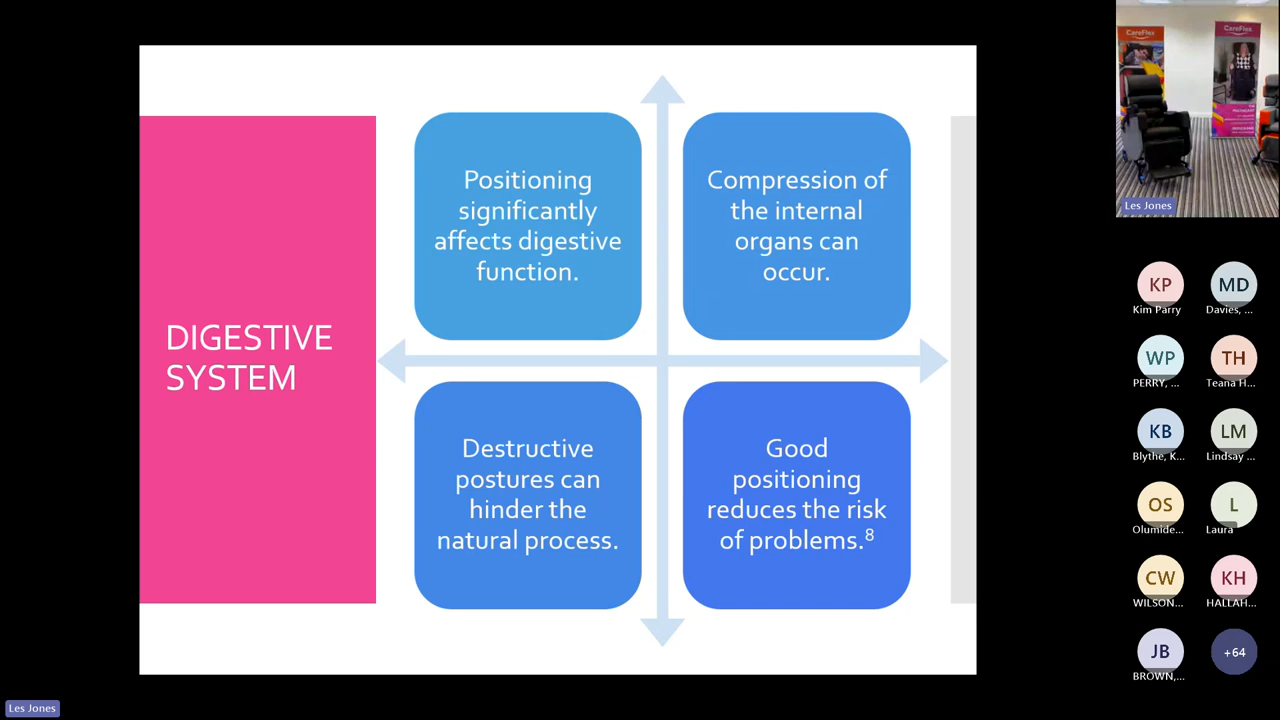 DIGESTIVE
SYSTEM
Positioning
significantly
affects digestive
function.
Compression of
the internal
organs can
occur.
Destructive
postures can
hinder the
natural process.
Good
positioning
reduces the risk
of problems.8
CareFlex
CareFlex
Les Jones
KP
Kim Parry
MD
Davies, ...
WP
PERRY, ...
TH
Teana H...
KB
Blythe, K...
LM
Lindsay ...
OS
Olumide...
L
Laura
CW
WILSON...
KH
HALLAH...
JB
BROWN,...
+64
Les Jones